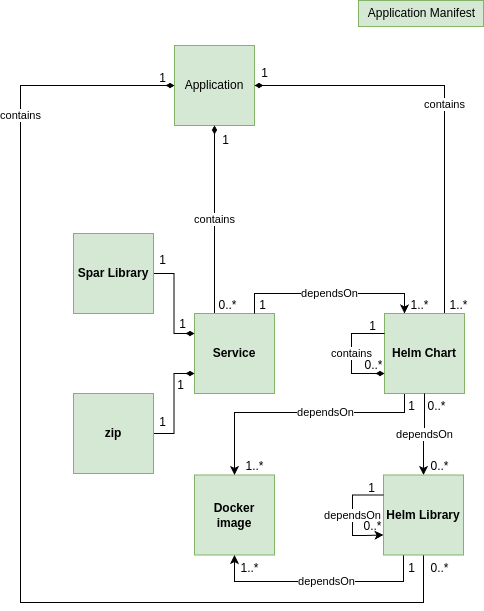 Application Manifest
1
Application
1
contains
contains
1
contains
Spar Library
1
dependsOn
0..*
1
1..*
1..*
1
1
Service
contains
0..*
Helm Chart
1
zip
1
dependsOn
1
0..*
dependsOn
1..*
0..*
Docker
image
1
dependsOn
0..*
Helm Library
1..*
dependsOn
1
0..*